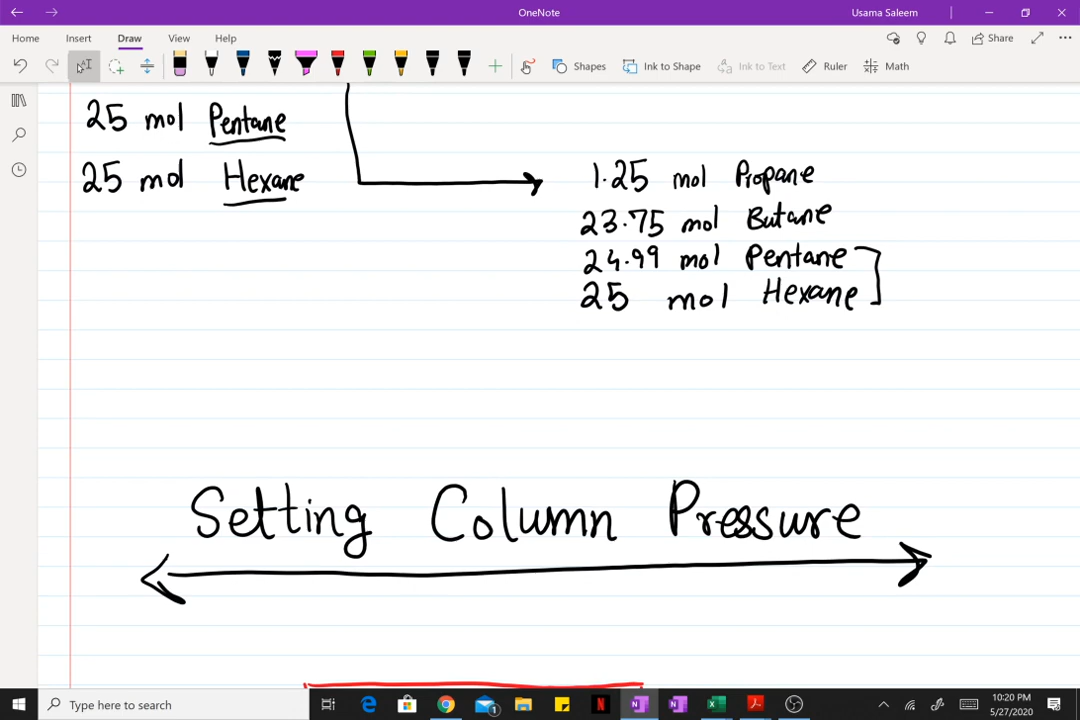 OneNote
Usama Saleem
Home Insert Draw View Help
Share
Shapes
Ink to Shape
Ink to Text
Ruler
Math
25 mol Pentane
25 mol Hexane
1.25 mol Propane
23.75 mol Butane
24.99 mol Pentane
25 mol Hexane
Setting Column Pressure
Type here to search
1
10:20 PM
5/27/2020